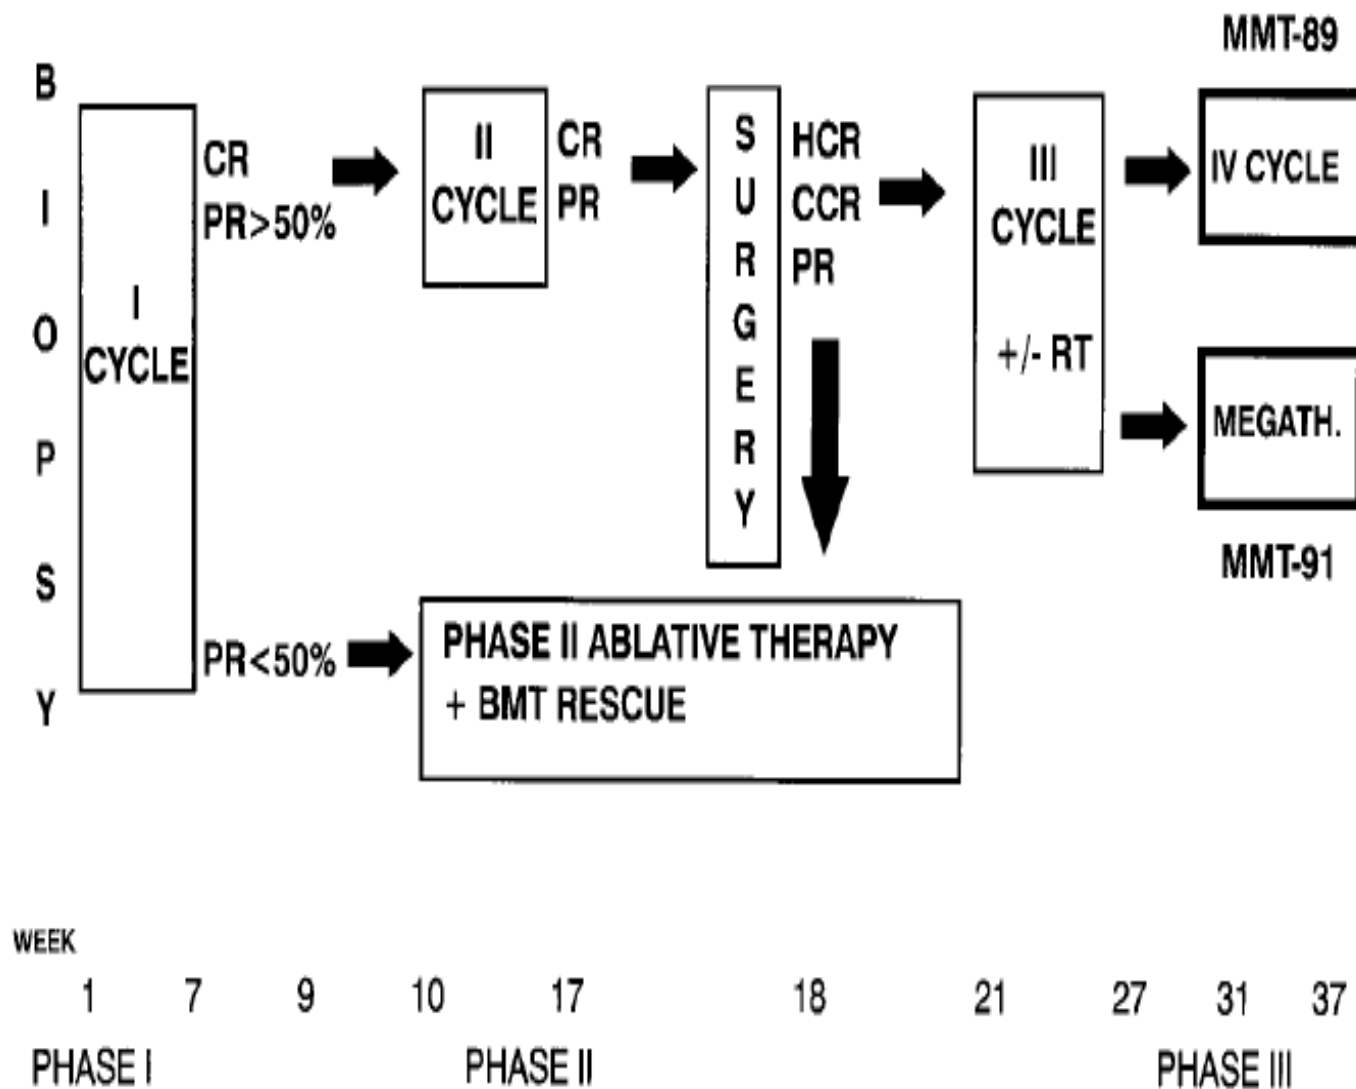 BIOPSY
I
CYCLE
CR
PR>50%
PR<50%
II
CYCLE
CR
PR
SURGERY
HCR
CCR
PR
III
CYCLE
+/- RT
MMT-89
IV CYCLE
MEGATH.
MMT-91
PHASE II ABLATIVE THERAPY
+ BMT RESCUE
WEEK
1 7 9 10 17 18 21 27 31 37
PHASE I PHASE II PHASE III